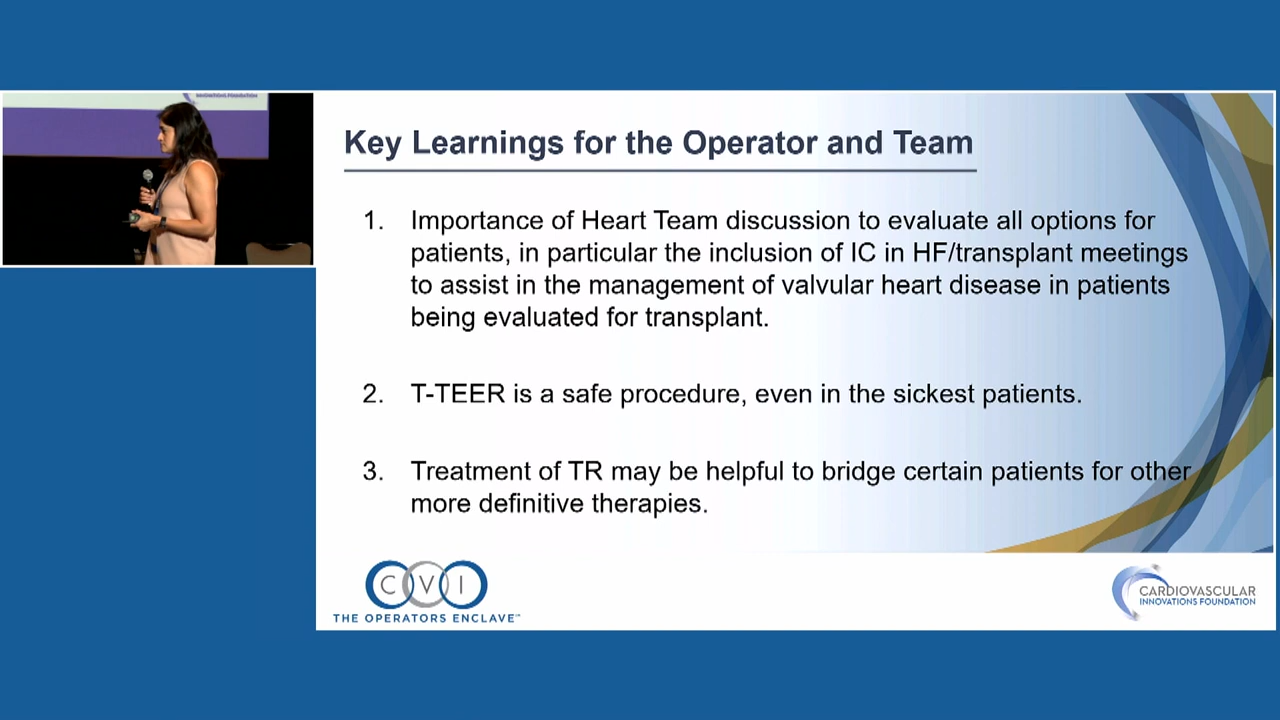 INNOVATIONS FOUNDATION
Key Learnings for the Operator and Team
1. Importance of Heart Team discussion to evaluate all options for
patients, in particular the inclusion of IC in HF/transplant meetings
to assist in the management of valvular heart disease in patients
being evaluated for transplant.
2. T-TEER is a safe procedure, even in the sickest patients.
3. Treatment of TR may be helpful to bridge certain patients for other
more definitive therapies.
CVI
THE OPERATORS ENCLAVE™
CARDIOVASCULAR
INNOVATIONS FOUNDATION